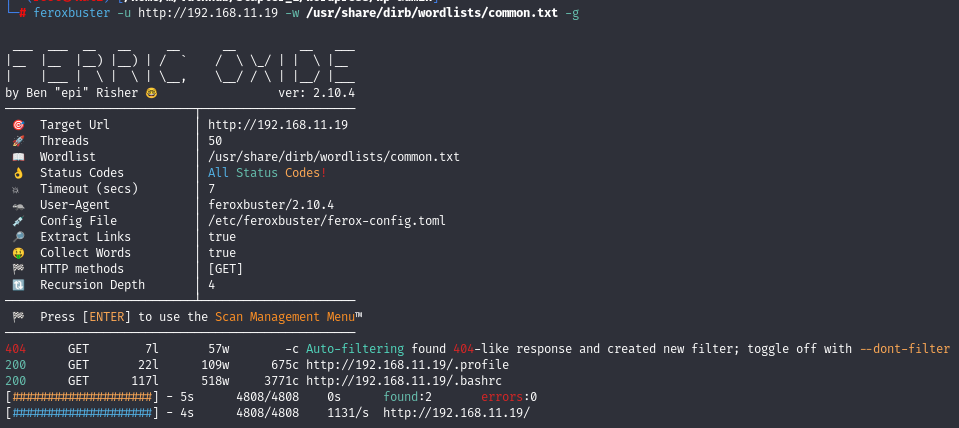 └─# feroxbuster -u http://192.168.11.19 -w /usr/share/dirb/wordlists/common.txt -g
FERRIC OXIDE
by Ben "epi" Risher 🤓 ver: 2.10.4
🎯 Target Url │ http://192.168.11.19
🚀 Threads │ 50
📖 Wordlist │ /usr/share/dirb/wordlists/common.txt
👌 Status Codes │ All Status Codes!
💥 Timeout (secs) │ 7
🦡 User-Agent │ feroxbuster/2.10.4
💉 Config File │ /etc/feroxbuster/ferox-config.toml
🔎 Extract Links │ true
🤑 Collect Words │ true
🏁 HTTP methods │ [GET]
🔃 Recursion Depth │ 4
🏁 Press [ENTER] to use the Scan Management Menu™
404 GET 7l 57w -c Auto-filtering found 404-like response and created new filter; toggle off with --dont-filter
200 GET 22l 109w 675c http://192.168.11.19/.profile
200 GET 117l 518w 3771c http://192.168.11.19/.bashrc
[####################] - 5s 4808/4808 0s found:2 errors:0
[####################] - 4s 4808/4808 1131/s http://192.168.11.19/